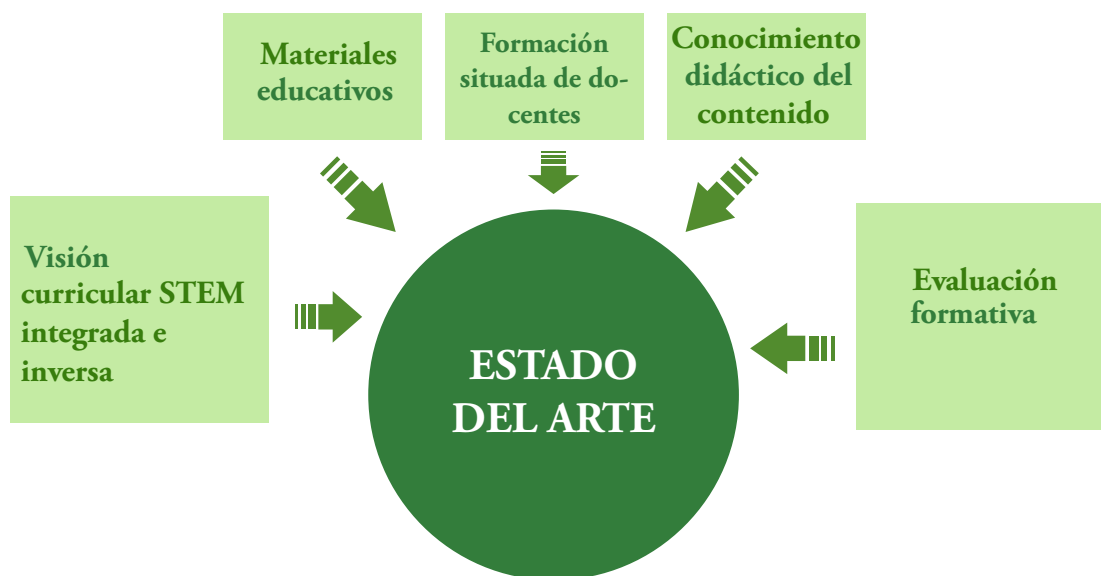 Materiales
educativos
Formación
situada de do-
centes
Conocimiento
didáctico del
contenido
Visión
curricular STEM
integrada e
inversa
Evaluación
formativa
ESTADO
DEL ARTE